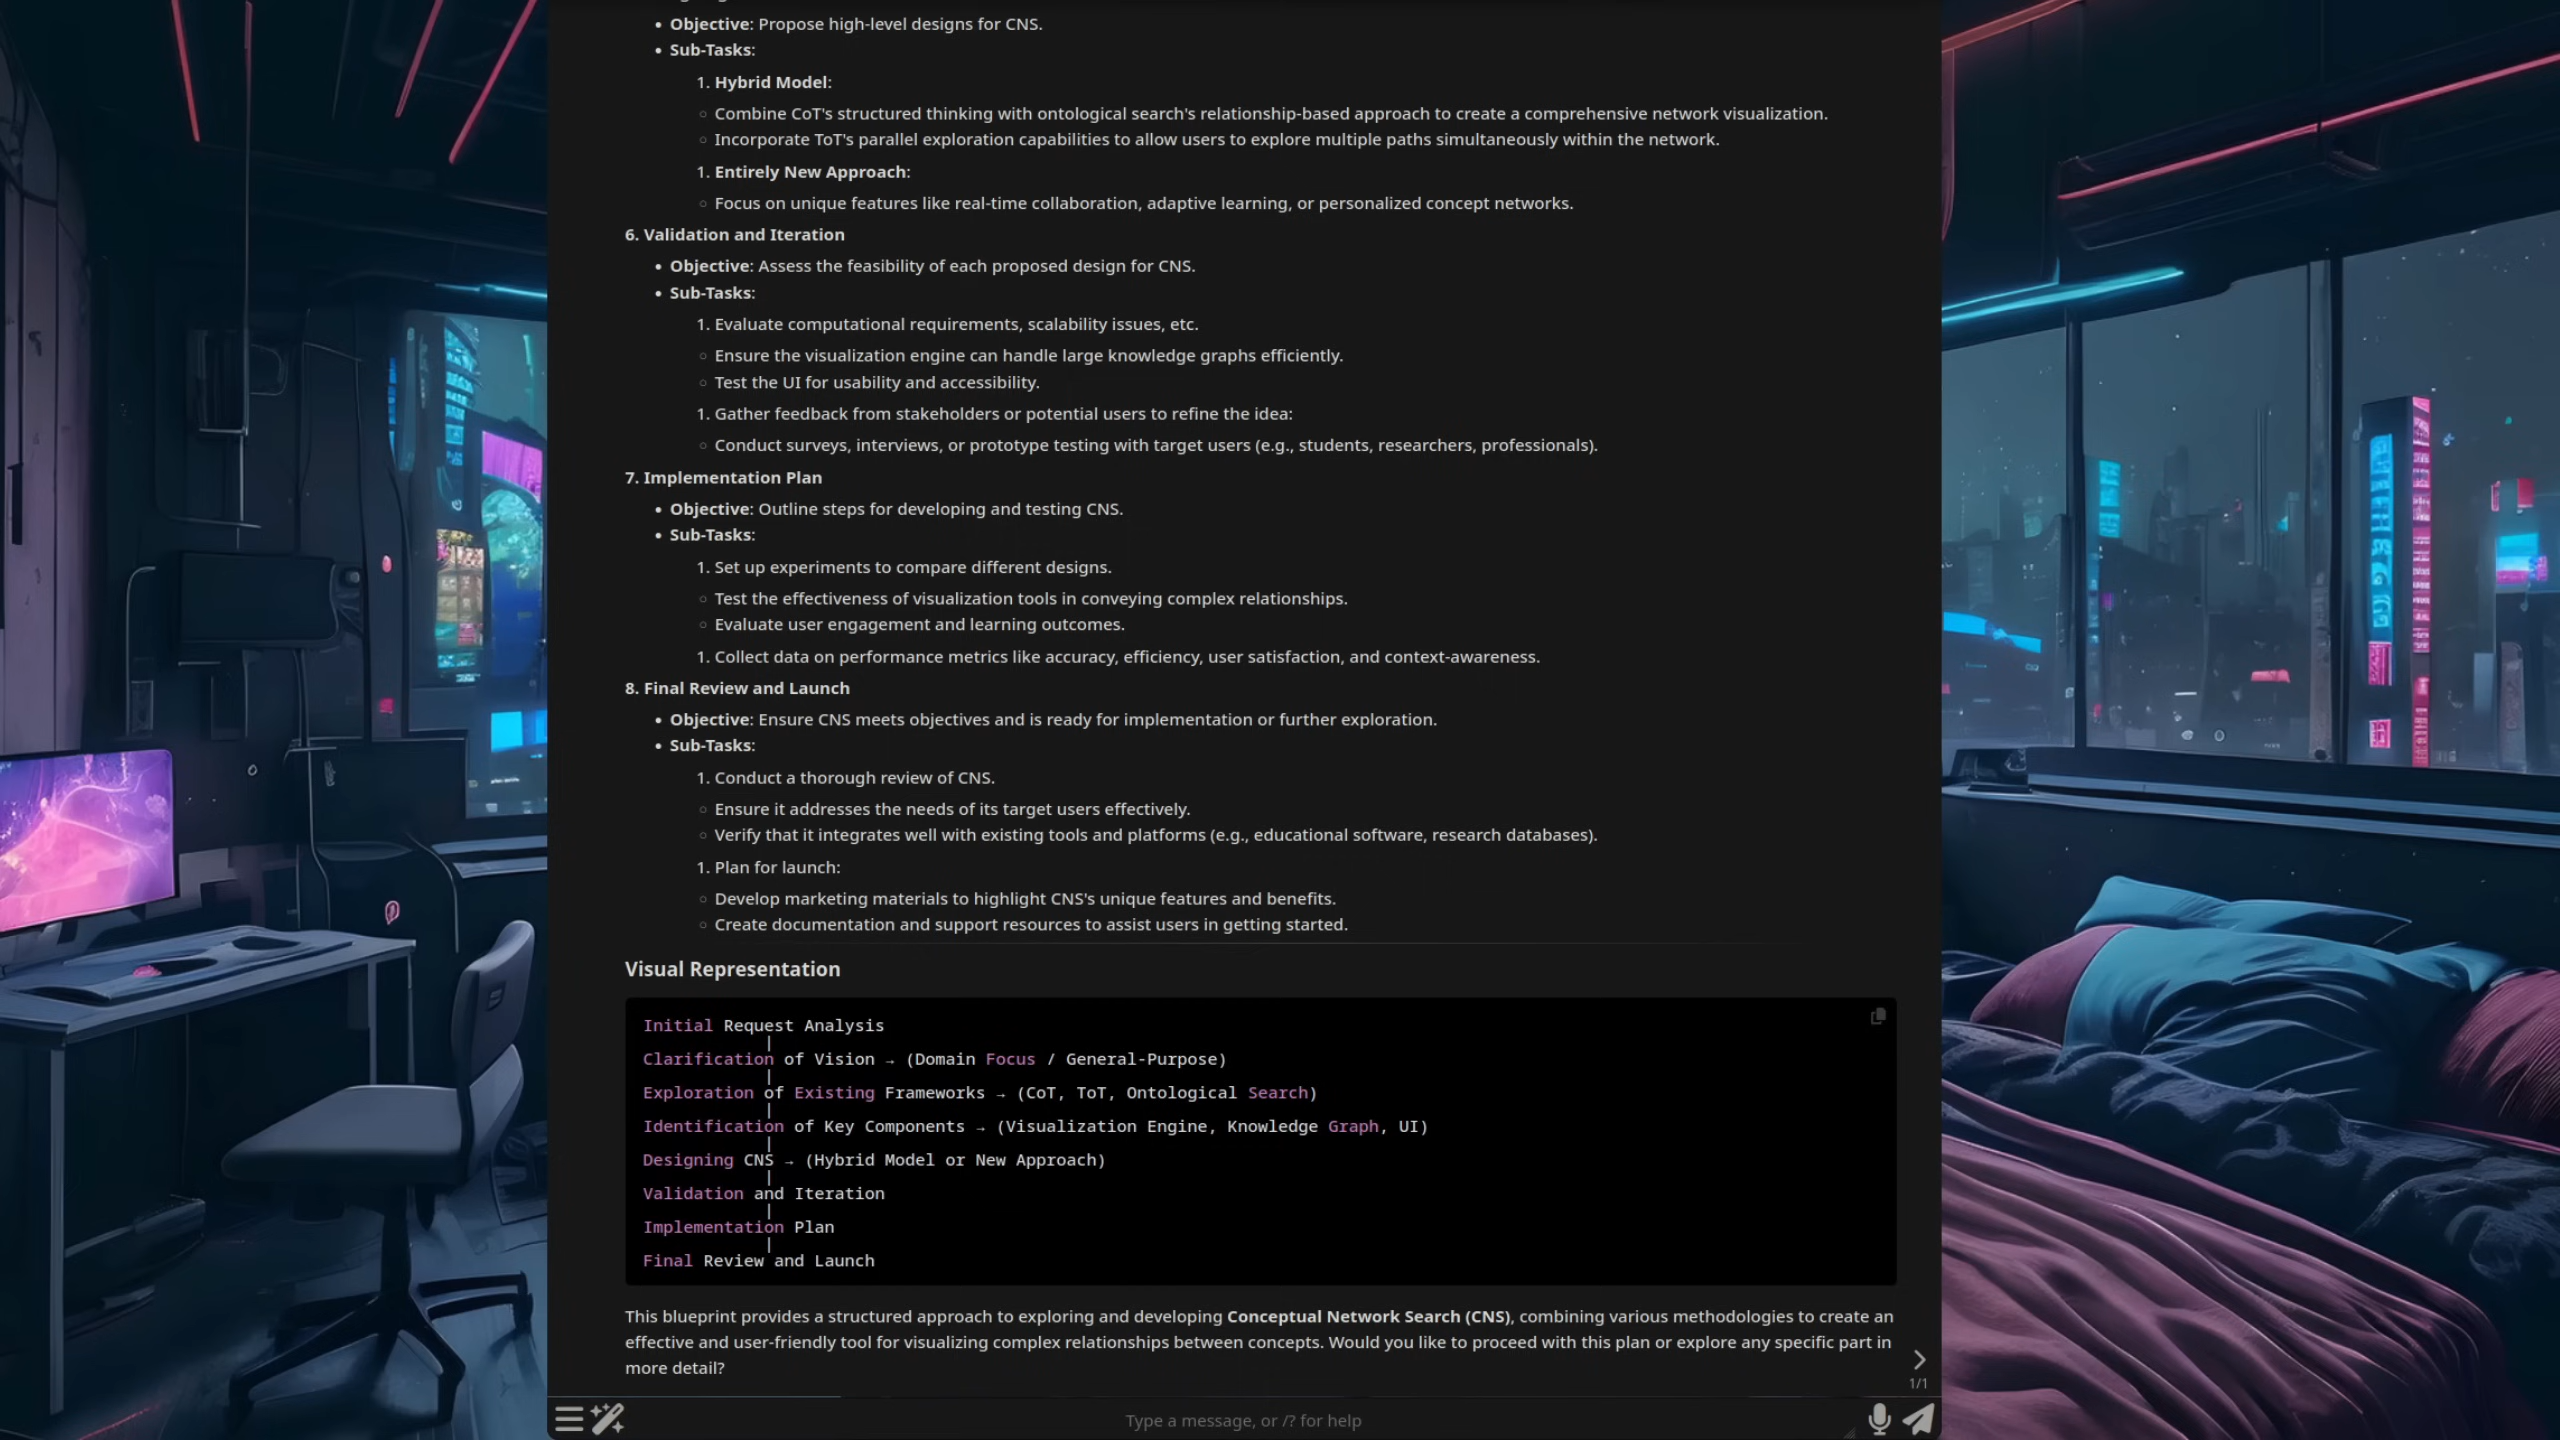 • Objective: Propose high-level designs for CNS.
• Sub-Tasks:
1. Hybrid Model:
◦ Combine CoT's structured thinking with ontological search's relationship-based approach to create a comprehensive network visualization.
◦ Incorporate ToT's parallel exploration capabilities to allow users to explore multiple paths simultaneously within the network.
1. Entirely New Approach:
◦ Focus on unique features like real-time collaboration, adaptive learning, or personalized concept networks.
6. Validation and Iteration
• Objective: Assess the feasibility of each proposed design for CNS.
• Sub-Tasks:
1. Evaluate computational requirements, scalability issues, etc.
◦ Ensure the visualization engine can handle large knowledge graphs efficiently.
◦ Test the UI for usability and accessibility.
1. Gather feedback from stakeholders or potential users to refine the idea:
◦ Conduct surveys, interviews, or prototype testing with target users (e.g., students, researchers, professionals).
7. Implementation Plan
• Objective: Outline steps for developing and testing CNS.
• Sub-Tasks:
1. Set up experiments to compare different designs.
◦ Test the effectiveness of visualization tools in conveying complex relationships.
◦ Evaluate user engagement and learning outcomes.
1. Collect data on performance metrics like accuracy, efficiency, user satisfaction, and context-awareness.
8. Final Review and Launch
• Objective: Ensure CNS meets objectives and is ready for implementation or further exploration.
• Sub-Tasks:
1. Conduct a thorough review of CNS.
◦ Ensure it addresses the needs of its target users effectively.
◦ Verify that it integrates well with existing tools and platforms (e.g., educational software, research databases).
1. Plan for launch:
◦ Develop marketing materials to highlight CNS's unique features and benefits.
◦ Create documentation and support resources to assist users in getting started.
Visual Representation
Initial Request Analysis
|
Clarification of Vision → (Domain Focus / General-Purpose)
|
Exploration of Existing Frameworks → (CoT, ToT, Ontological Search)
|
Identification of Key Components → (Visualization Engine, Knowledge Graph, UI)
|
Designing CNS → (Hybrid Model or New Approach)
|
Validation and Iteration
|
Implementation Plan
|
Final Review and Launch
This blueprint provides a structured approach to exploring and developing Conceptual Network Search (CNS), combining various methodologies to create an
effective and user-friendly tool for visualizing complex relationships between concepts. Would you like to proceed with this plan or explore any specific part in
more detail?
1/1
Type a message, or /? for help